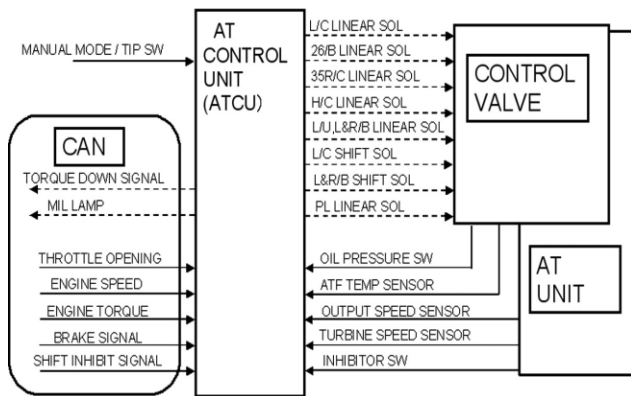 MANUAL MODE / TIP SW
AT
CONTROL
UNIT
(ATCU)
L/C LINEAR SOL
26/B LINEAR SOL
35R/C LINEAR SOL
H/C LINEAR SOL
L/U,L&R/B LINEAR SOL
L/C SHIFT SOL
L&R/B SHIFT SOL
PL LINEAR SOL
CONTROL
VALVE
CAN
TORQUE DOWN SIGNAL
MIL LAMP
THROTTLE OPENING
ENGINE SPEED
ENGINE TORQUE
BRAKE SIGNAL
SHIFT INHIBIT SIGNAL
OIL PRESSURE SW
ATF TEMP SENSOR
OUTPUT SPEED SENSOR
TURBINE SPEED SENSOR
INHIBITOR SW
AT
UNIT